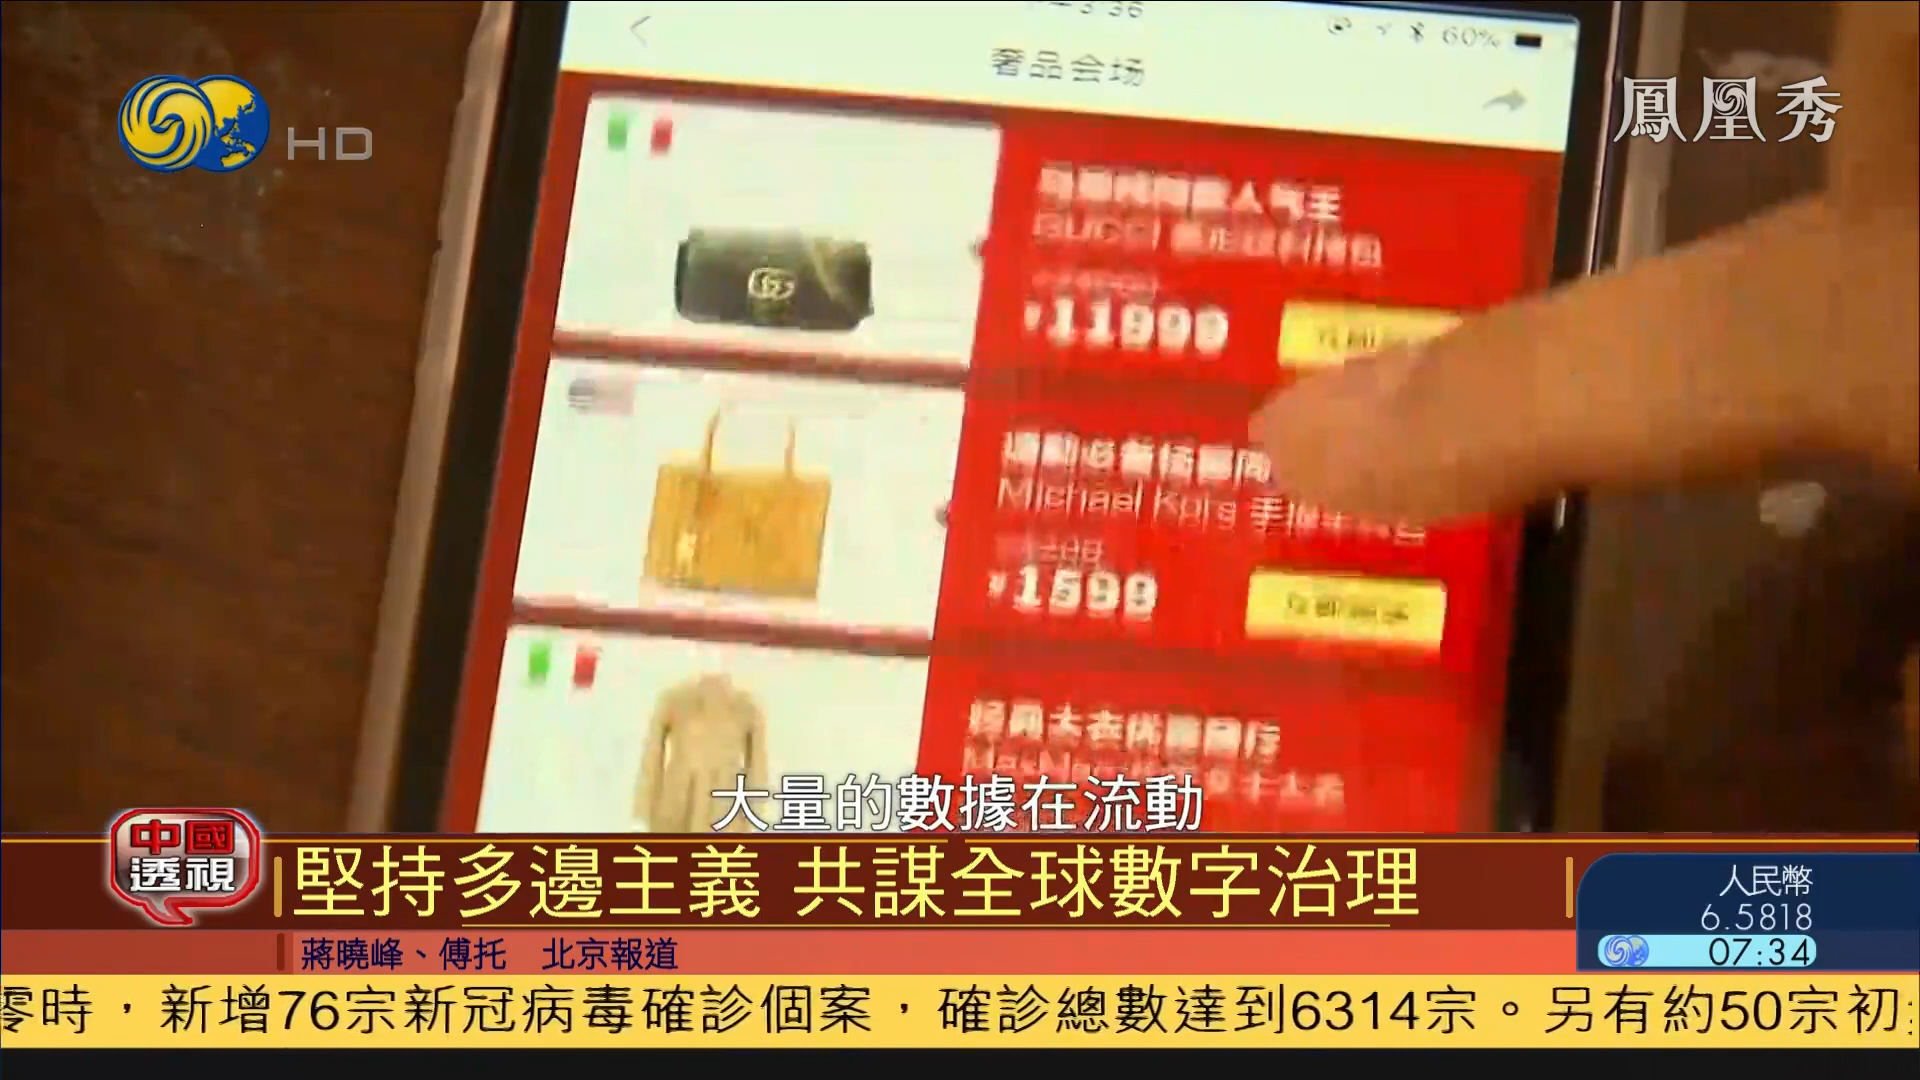 60%
奢品会场
HD
鳳凰秀
GUCCI
¥11999
Michael Kors
¥1599
大量的數據在流動
中國
透視
堅持多邊主義 共謀全球數字治理
蔣曉峰、傅托 北京報道
人民幣
6.5818
07:34
零時，新增76宗新冠病毒確診個案，確診總數達到6314宗。另有約50宗初